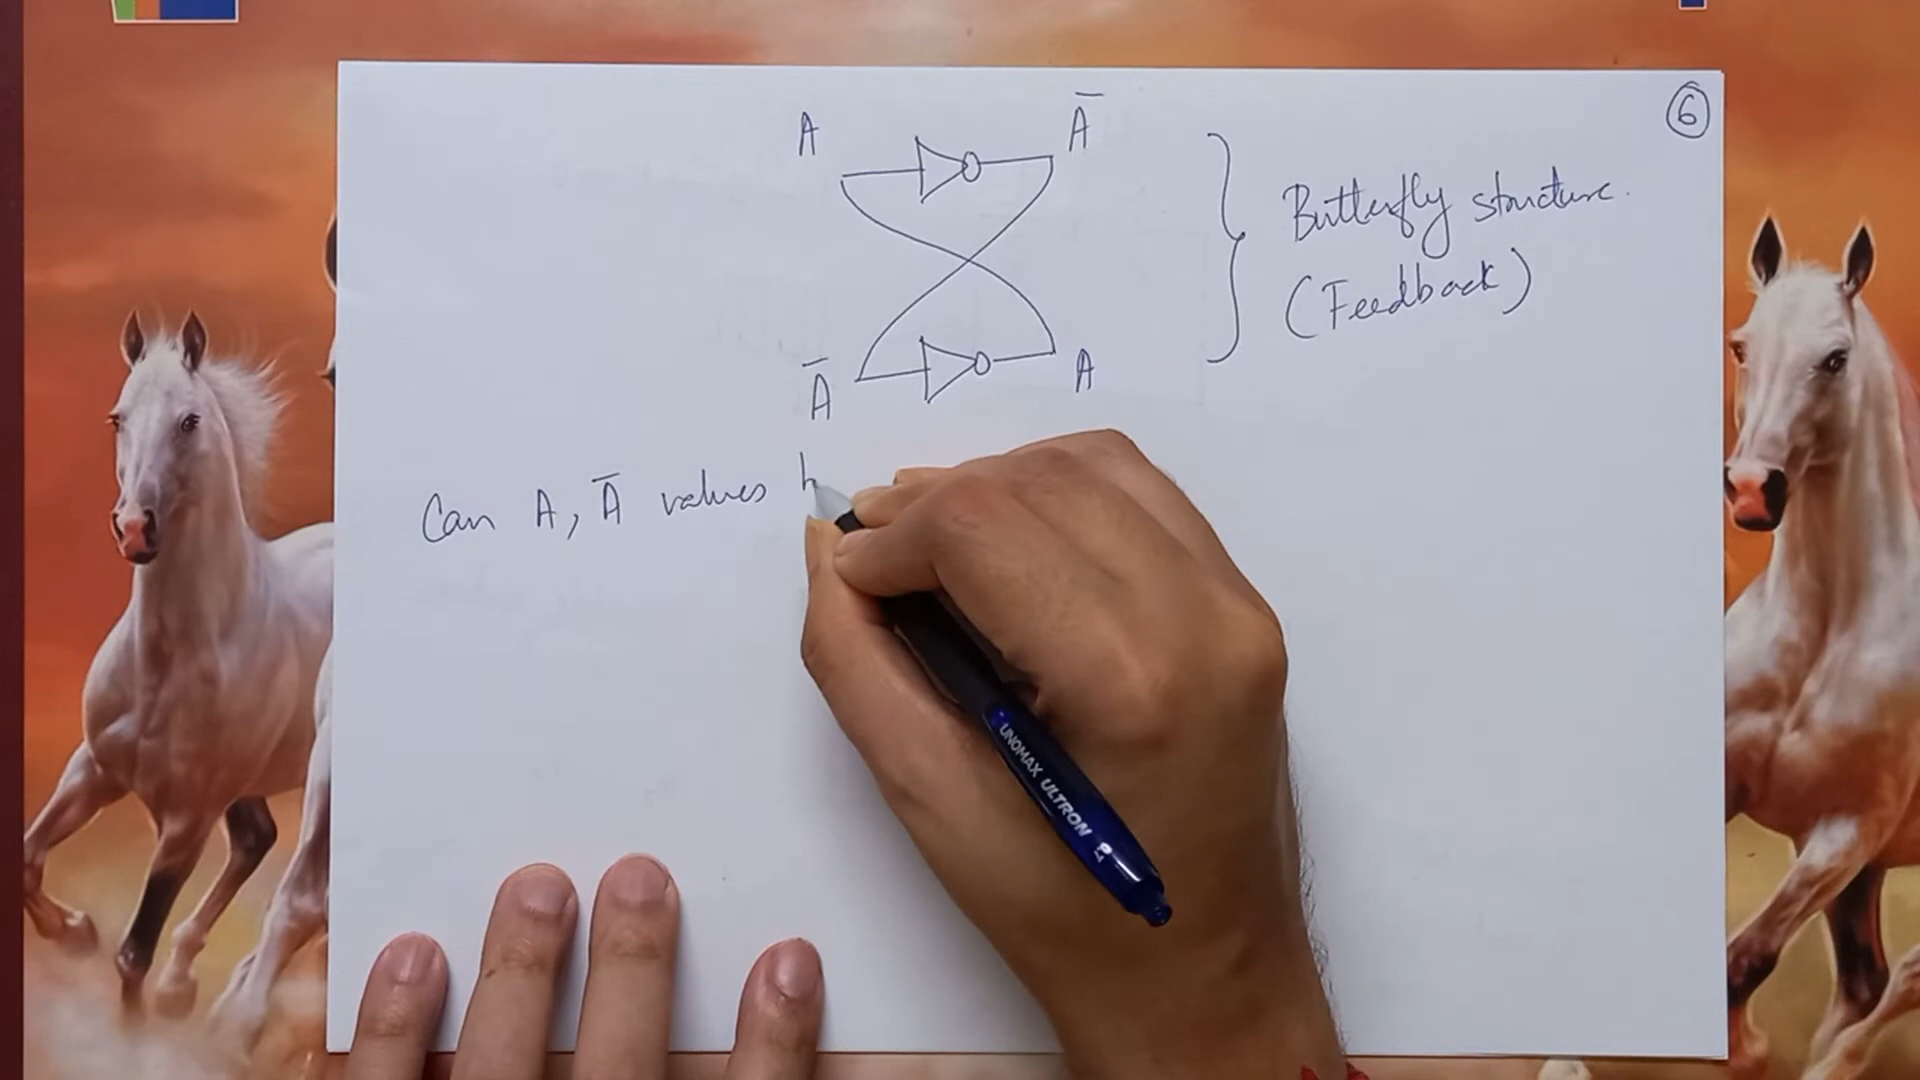 6
A Ā
Butterfly structure.
(Feedback)
Ā A
Can A, Ā values
UNOMAX ULTRON